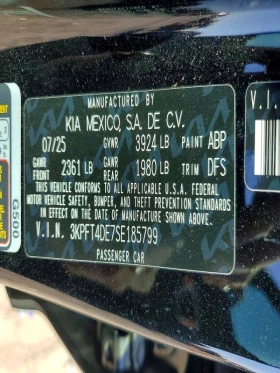 MANUFACTURED BY
KIA MEXICO, S.A. DE C.V.
07/25 GVWR 3924 LB PAINT ABP
GAWR FRONT 2361 LB GAWR REAR 1980 LB TRIM DFS
THIS VEHICLE CONFORMS TO ALL APPLICABLE U.S.A. FEDERAL
MOTOR VEHICLE SAFETY, BUMPER, AND THEFT PREVENTION STANDARDS
IN EFFECT ON THE DATE OF MANUFACTURE SHOWN ABOVE.
V.I.N. 3KPFT4DE7SE185799
PASSENGER CAR
G500
V.I.